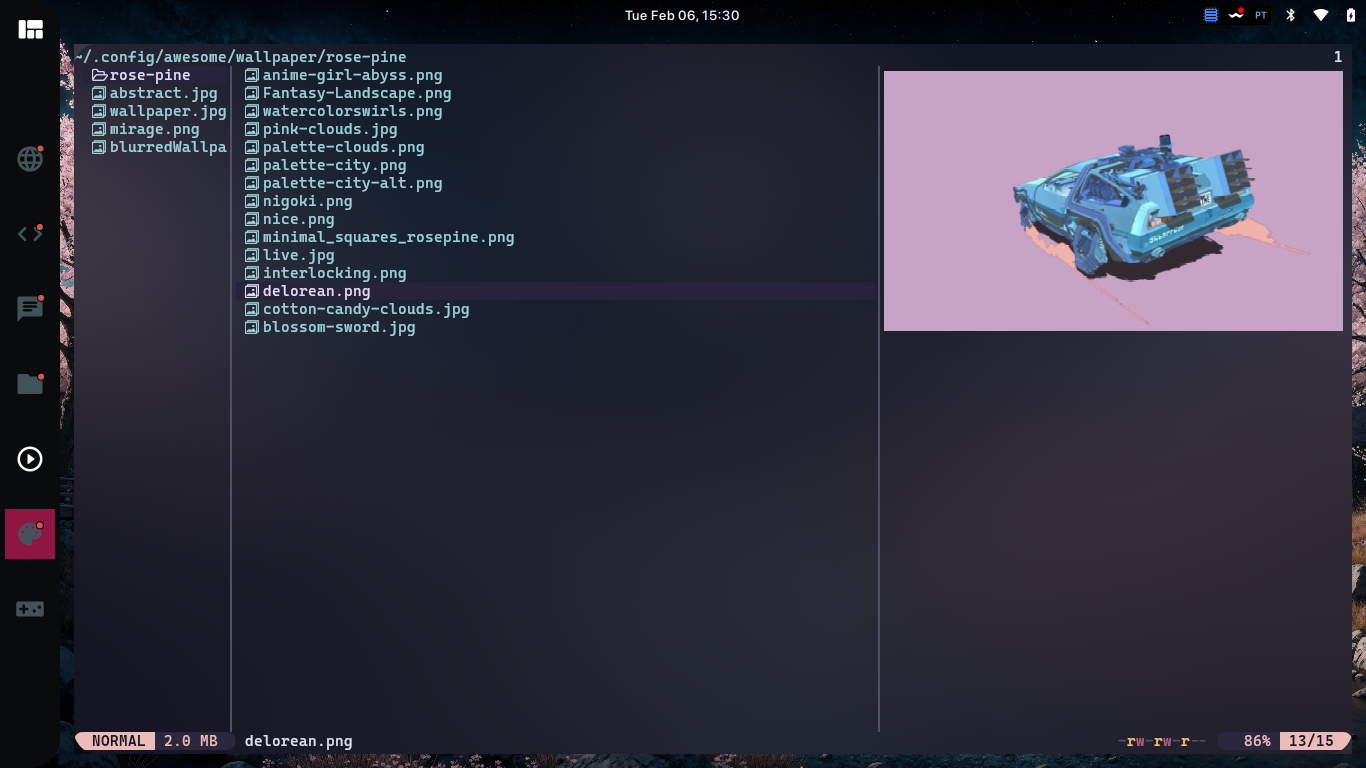 Tue Feb 06, 15:30
PT
~/.config/awesome/wallpaper/rose-pine
1
rose-pine
abstract.jpg
wallpaper.jpg
mirage.png
blurredWallpa
anime-girl-abyss.png
Fantasy-Landscape.png
watercolorswirls.png
pink-clouds.jpg
palette-clouds.png
palette-city.png
palette-city-alt.png
nigoki.png
nice.png
minimal_squares_rosepine.png
live.jpg
interlocking.png
delorean.png
cotton-candy-clouds.jpg
blossom-sword.jpg
NORMAL 2.0 MB delorean.png
-rw-rw-r-- 86% 13/15